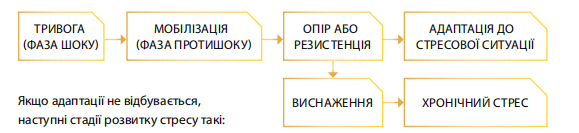 ТРИВОГА
(ФАЗА ШОКУ)
МОБІЛІЗАЦІЯ
(ФАЗА ПРОТИШОКУ)
ОПІР АБО
РЕЗИСТЕНЦІЯ
АДАПТАЦІЯ ДО
СТРЕСОВОЇ СИТУАЦІЇ
Якщо адаптації не відбувається,
наступні стадії розвитку стресу такі:
ВИСНАЖЕННЯ
ХРОНІЧНИЙ СТРЕС